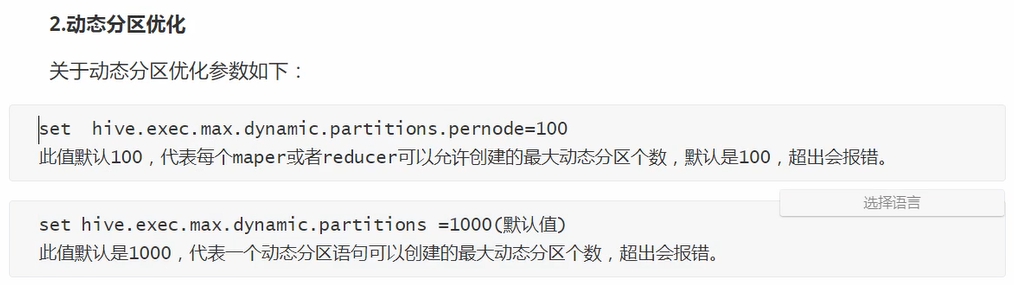 2.动态分区优化
关于动态分区优化参数如下：
set  hive.exec.max.dynamic.partitions.pernode=100
此值默认100，代表每个maper或者reducer可以允许创建的最大动态分区个数，默认是100，超出会报错。
选择语言
set hive.exec.max.dynamic.partitions =1000(默认值)
此值默认是1000，代表一个动态分区语句可以创建的最大动态分区个数，超出会报错。